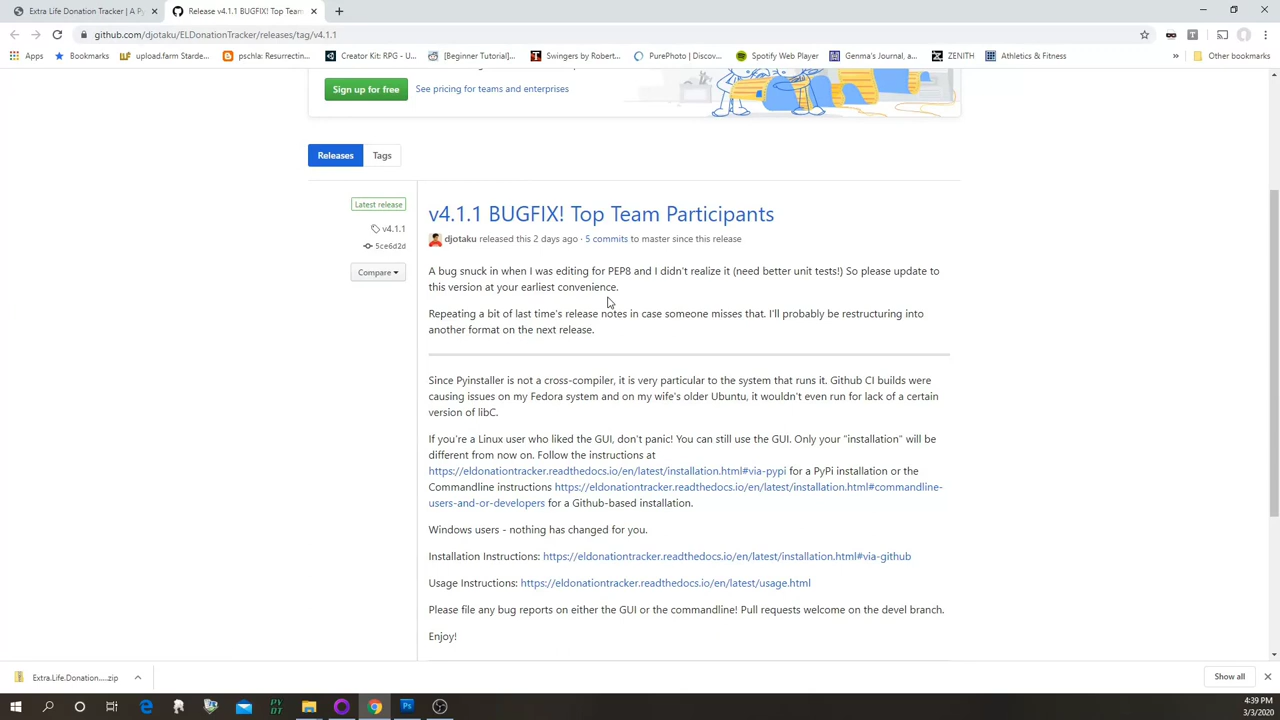 Extra Life Donation Tracker | A Py
Release v4.1.1 BUGFIX! Top Team
github.com/djotaku/ELDonationTracker/releases/tag/v4.1.1
Apps
Bookmarks
upload.farm Starde...
pschla: Resurrectin...
Creator Kit: RPG - U...
[Beginner Tutorial]...
Swingers by Robert...
PurePhoto | Discov...
Spotify Web Player
Genma's Journal, a...
ZENITH
Athletics & Fitness
»
Other bookmarks
Sign up for free
See pricing for teams and enterprises
Releases
Tags
Latest release
v4.1.1
5ce6d2d
Compare
v4.1.1 BUGFIX! Top Team Participants
djotaku released this 2 days ago · 5 commits to master since this release
A bug snuck in when I was editing for PEP8 and I didn't realize it (need better unit tests!) So please update to
this version at your earliest convenience.
Repeating a bit of last time's release notes in case someone misses that. I'll probably be restructuring into
another format on the next release.
Since Pyinstaller is not a cross-compiler, it is very particular to the system that runs it. Github CI builds were
causing issues on my Fedora system and on my wife's older Ubuntu, it wouldn't even run for lack of a certain
version of libC.
If you're a Linux user who liked the GUI, don't panic! You can still use the GUI. Only your "installation" will be
different from now on. Follow the instructions at
https://eldonationtracker.readthedocs.io/en/latest/installation.html#via-pypi for a PyPi installation or the
Commandline instructions https://eldonationtracker.readthedocs.io/en/latest/installation.html#commandline-
users-and-or-developers for a Github-based installation.
Windows users - nothing has changed for you.
Installation Instructions: https://eldonationtracker.readthedocs.io/en/latest/installation.html#via-github
Usage Instructions: https://eldonationtracker.readthedocs.io/en/latest/usage.html
Please file any bug reports on either the GUI or the commandline! Pull requests welcome on the devel branch.
Enjoy!
Extra.Life.Donation.....zip
Show all
4:39 PM
3/3/2020